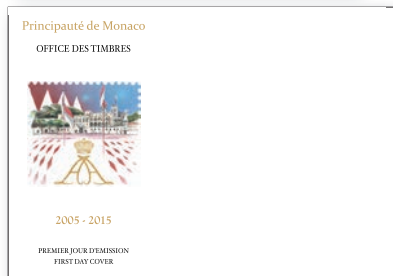 Principauté de Monaco
OFFICE DES TIMBRES
2005 - 2015
PREMIER JOUR D'EMISSION
FIRST DAY COVER